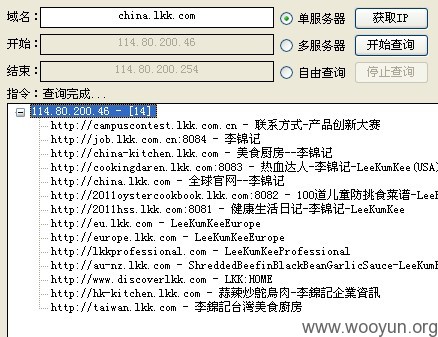 域名： china.lkk.com 单服务器 获取IP
开始： 114.80.200.46 多服务器 开始查询
结束： 114.80.200.254 自由查询 停止查询
指令：查询完成...
114.80.200.46 - [14]
http://campuscontest.lkk.com.cn - 联系方式-产品创新大赛
http://job.lkk.com.cn:8084 - 李锦记
http://china-kitchen.lkk.com - 美食厨房--李锦记
http://cookingdaren.lkk.com:8083 - 热血达人-李锦记-LeeKumKee(USA)
http://china.lkk.com - 全球官网--李锦记
http://2011oystercookbook.lkk.com:8082 - 100道儿童防挑食菜谱-LeeK
http://2011hss.lkk.com:8081 - 健康生活日记-李锦记-LeeKumKee
http://eu.lkk.com - LeeKumKeeEurope
http://europe.lkk.com - LeeKumKeeEurope
http://lkkprofessional.com - LeeKumKeeProfessional
http://au-nz.lkk.com - ShreddedBeefinBlackBeanGarlicSauce-LeeKumK
http://www.discoverlkk.com - LKK:HOME
http://hk-kitchen.lkk.com - 蒜辣炒鴕鳥肉-李錦記企業資訊
http://taiwan.lkk.com - 李錦記台灣美食廚房
www.wooyun.org